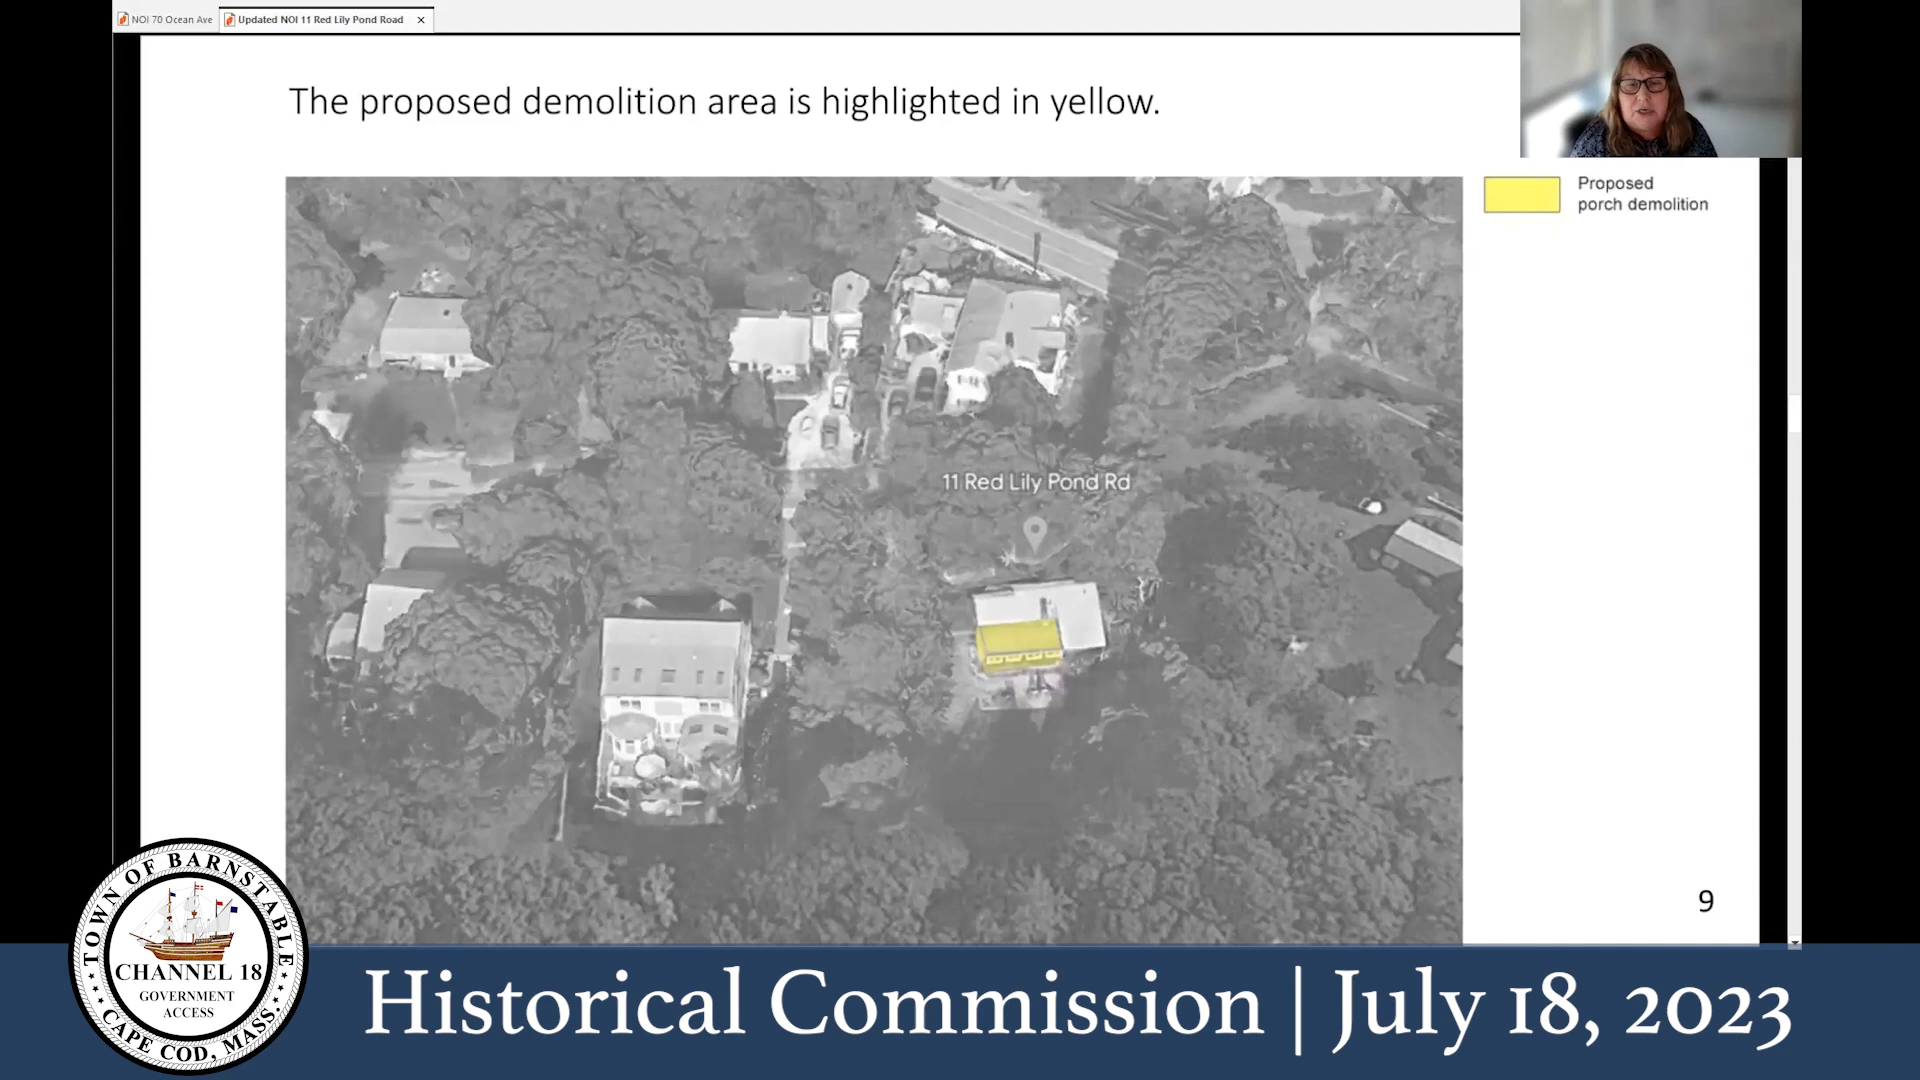 NOI 70 Ocean Ave
Updated NOI 11 Red Lily Pond Road
The proposed demolition area is highlighted in yellow.
Proposed
porch demolition
11 Red Lily Pond Rd
9
TOWN OF BARNSTABLE
CHANNEL 18
GOVERNMENT
ACCESS
CAPE COD, MASS.
Historical Commission | July 18, 2023